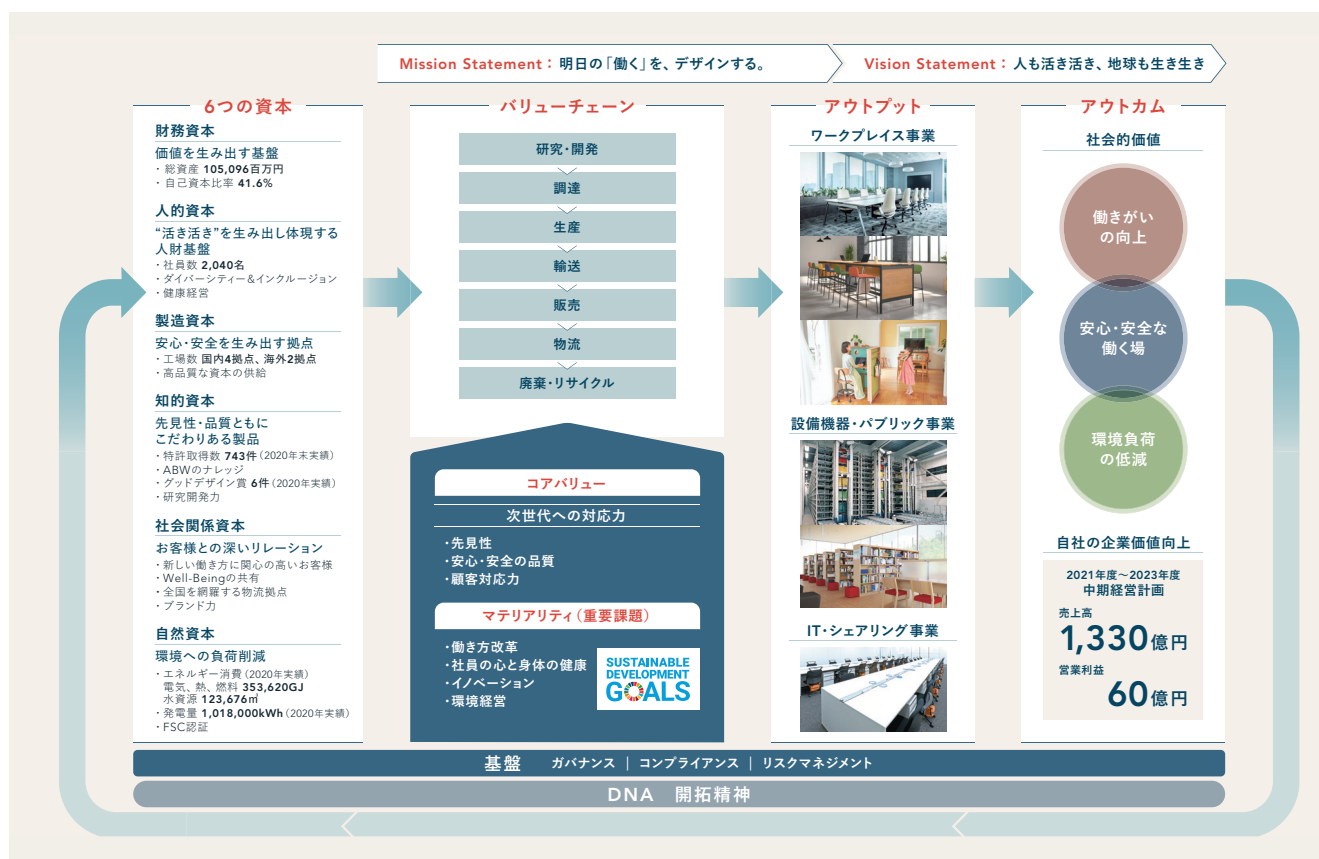 Mission Statement：明日の「働く」を、デザインする。
Vision Statement：人も活き活き、地球も生き生き
6つの資本
財務資本
価値を生み出す基盤
・総資産 105,096百万円
・自己資本比率 41.6%
人的資本
“活き活き”を生み出し体現する
人財基盤
・社員数 2,040名
・ダイバーシティー&インクルージョン
・健康経営
製造資本
安心・安全を生み出す拠点
・工場数 国内4拠点、海外2拠点
・高品質な資本の供給
知的資本
先見性・品質ともに
こだわりある製品
・特許取得数 743件（2020年末実績）
・ABWのナレッジ
・グッドデザイン賞 6件（2020年実績）
・研究開発力
社会関係資本
お客様との深いリレーション
・新しい働き方に関心の高いお客様
・Well-Beingの共有
・全国を網羅する物流拠点
・ブランド力
自然資本
環境への負荷削減
・エネルギー消費（2020年実績）
電気、熱、燃料 353,620GJ
水資源 123,676㎥
・発電量 1,018,000kWh（2020年実績）
・FSC認証
バリューチェーン
研究・開発
調達
生産
輸送
販売
物流
廃棄・リサイクル
コアバリュー
次世代への対応力
・先見性
・安心・安全の品質
・顧客対応力
マテリアリティ（重要課題）
・働き方改革
・社員の心と身体の健康
・イノベーション
・環境経営
SUSTAINABLE
DEVELOPMENT
GOALS
アウトプット
ワークプレイス事業
設備機器・パブリック事業
IT・シェアリング事業
アウトカム
社会的価値
働きがい
の向上
安心・安全な
働く場
環境負荷
の低減
自社の企業価値向上
2021年度～2023年度
中期経営計画
売上高
1,330億円
営業利益
60億円
基盤 ガバナンス｜コンプライアンス｜リスクマネジメント
DNA 開拓精神